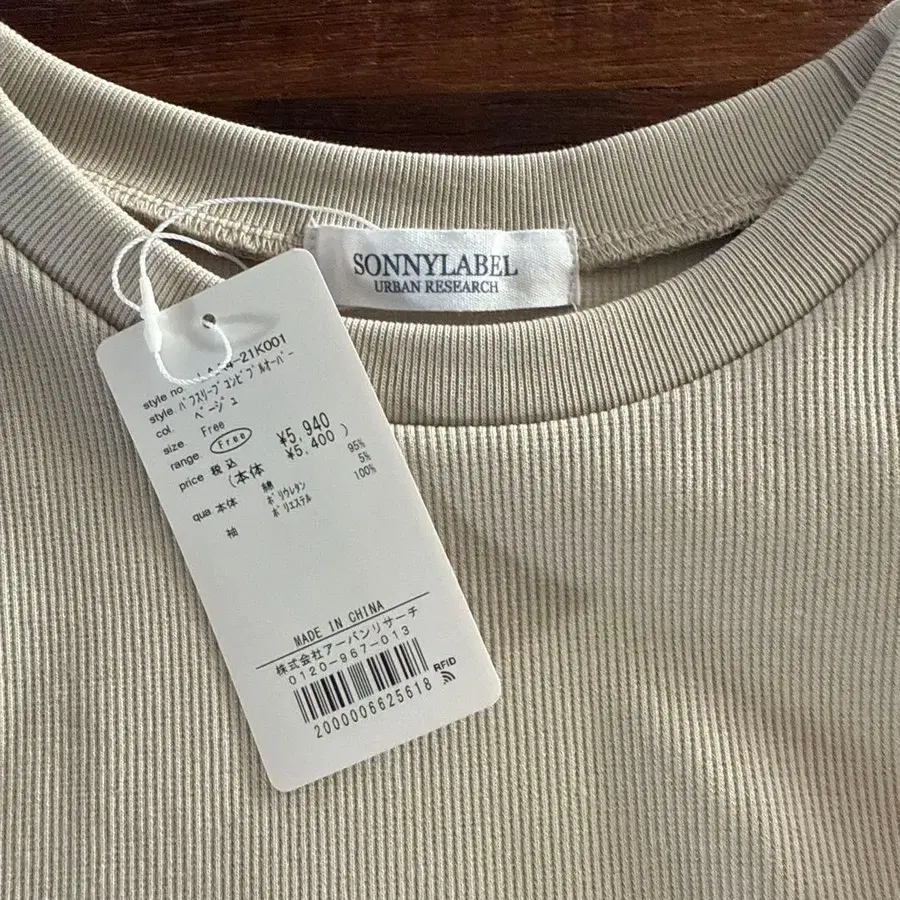 SONNYLABEL
URBAN RESEARCH
style no. 4-21K001
style パフスリーブコンビプルオーバー
col. ベージュ
size. Free
range. Free
price 税込 ¥5,940
(本体 ¥5,400 )
qua 本体 綿 95%
ポリウレタン 5%
袖 ポリエステル 100%
MADE IN CHINA
株式会社アーバンリサーチ
0120-967-013
RFID
2000006625618